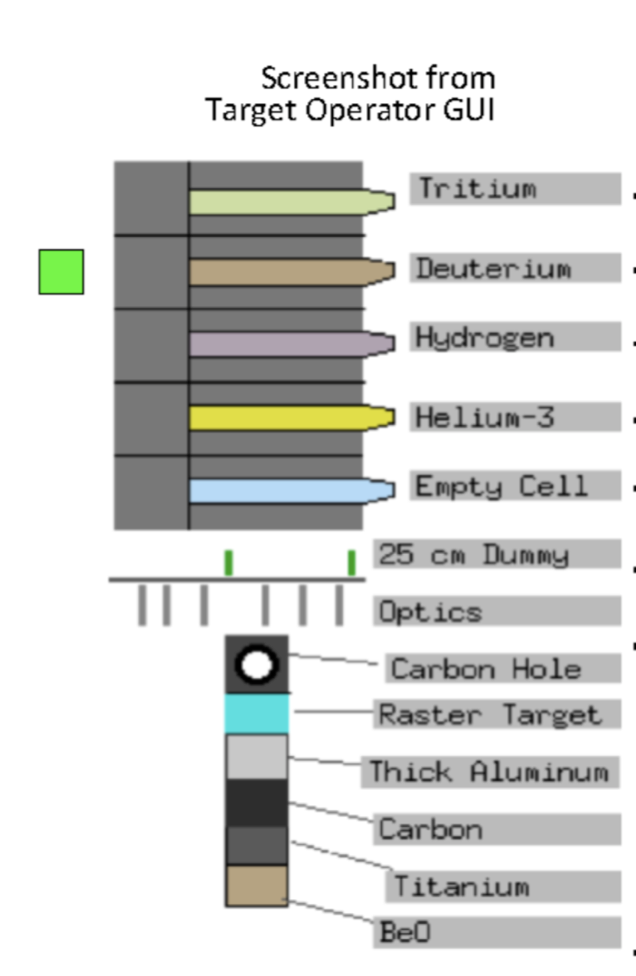 Screenshot from
Target Operator GUI
Tritium
Deuterium
Hydrogen
Helium-3
Empty Cell
25 cm Dummy
Optics
Carbon Hole
Raster Target
Thick Aluminum
Carbon
Titanium
BeO